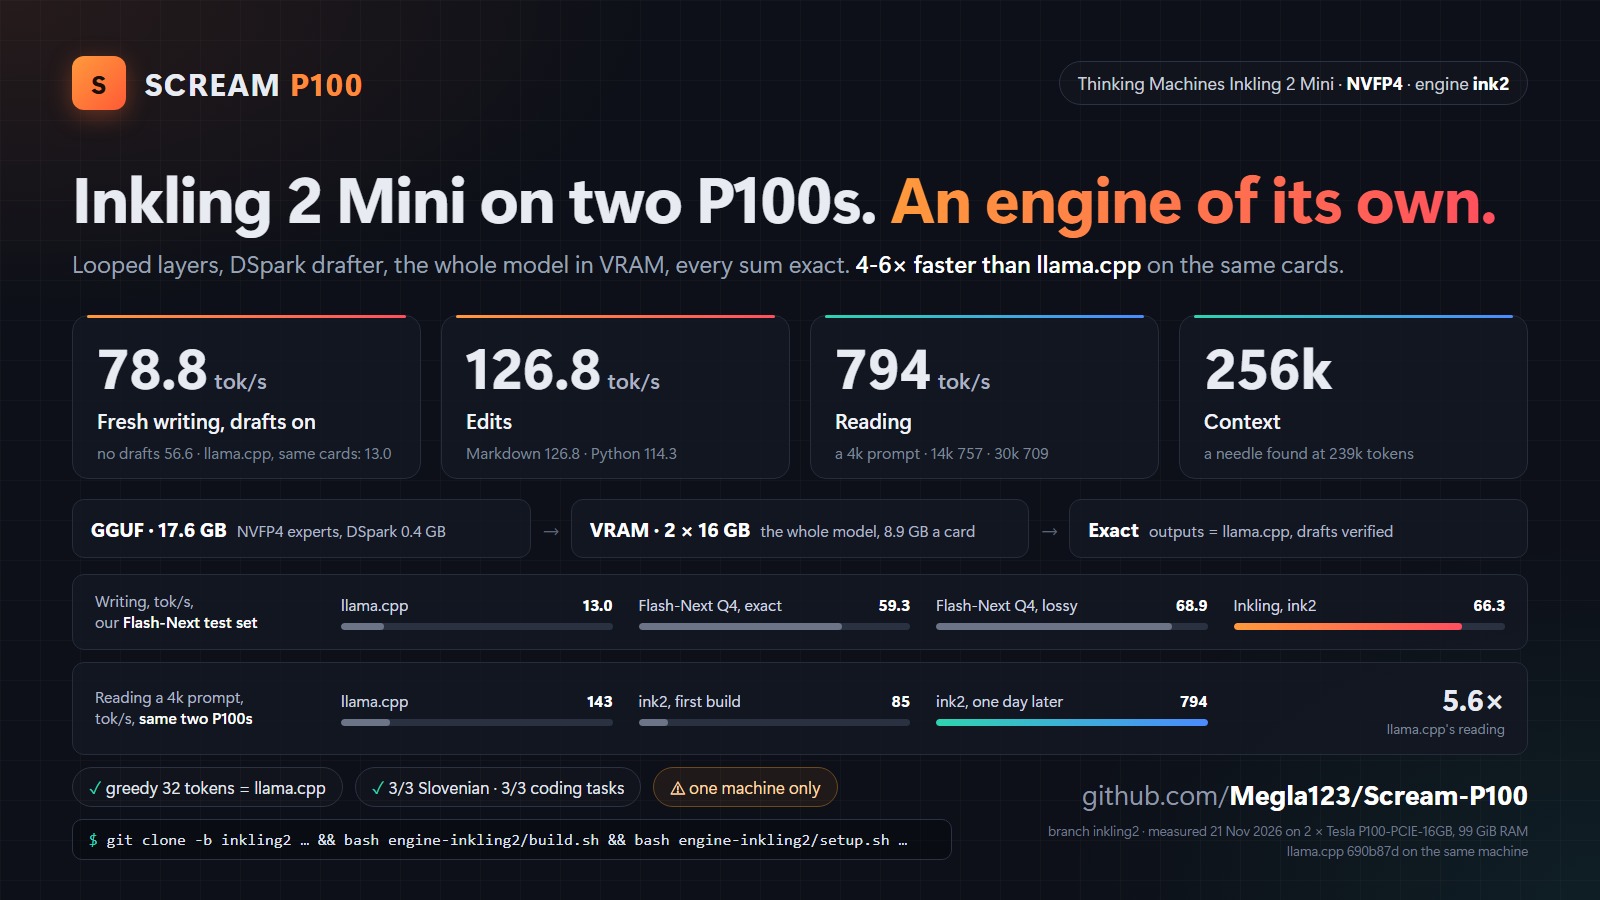 S
SCREAM P100
Thinking Machines Inkling 2 Mini · NVFP4 · engine ink2
Inkling 2 Mini on two P100s. An engine of its own.
Looped layers, DSpark drafter, the whole model in VRAM, every sum exact. 4-6× faster than llama.cpp on the same cards.
78.8 tok/s
Fresh writing, drafts on
no drafts 56.6 · llama.cpp, same cards: 13.0
126.8 tok/s
Edits
Markdown 126.8 · Python 114.3
794 tok/s
Reading
a 4k prompt · 14k 757 · 30k 709
256k
Context
a needle found at 239k tokens
GGUF · 17.6 GB NVFP4 experts, DSpark 0.4 GB
→
VRAM · 2 × 16 GB the whole model, 8.9 GB a card
→
Exact outputs = llama.cpp, drafts verified
Writing, tok/s,
our Flash-Next test set
llama.cpp 13.0
Flash-Next Q4, exact 59.3
Flash-Next Q4, lossy 68.9
Inkling, ink2 66.3
Reading a 4k prompt,
tok/s, same two P100s
llama.cpp 143
ink2, first build 85
ink2, one day later 794
5.6×
llama.cpp's reading
✓ greedy 32 tokens = llama.cpp
✓ 3/3 Slovenian · 3/3 coding tasks
⚠ one machine only
$ git clone -b inkling2 … && bash engine-inkling2/build.sh && bash engine-inkling2/setup.sh …
github.com/Megla123/Scream-P100
branch inkling2 · measured 21 Nov 2026 on 2 × Tesla P100-PCIE-16GB, 99 GiB RAM
llama.cpp 690b87d on the same machine